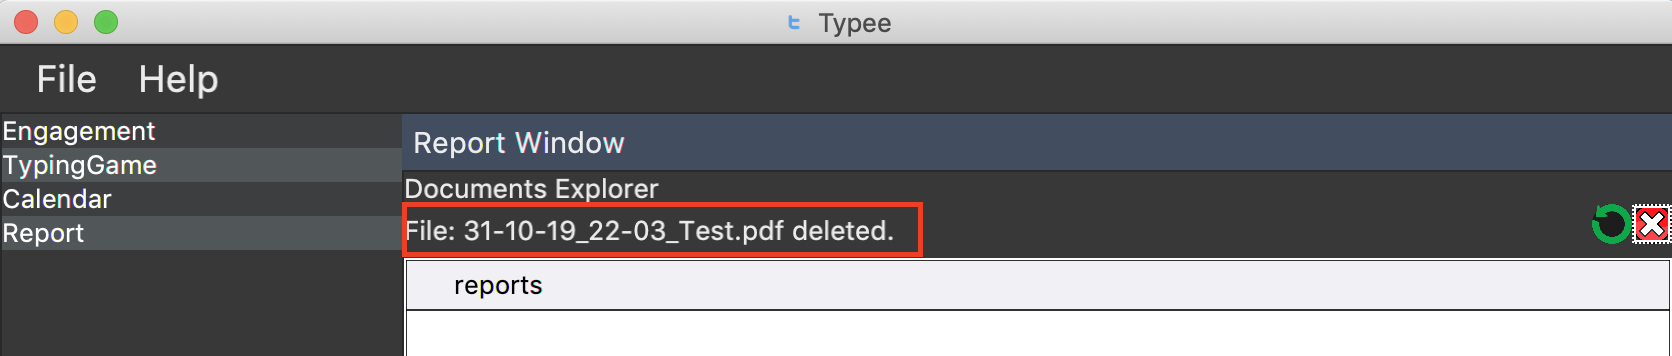 Typee
File Help
Engagement
TypingGame
Calendar
Report
Report Window
Documents Explorer
File: 31-10-19_22-03_Test.pdf deleted.
reports